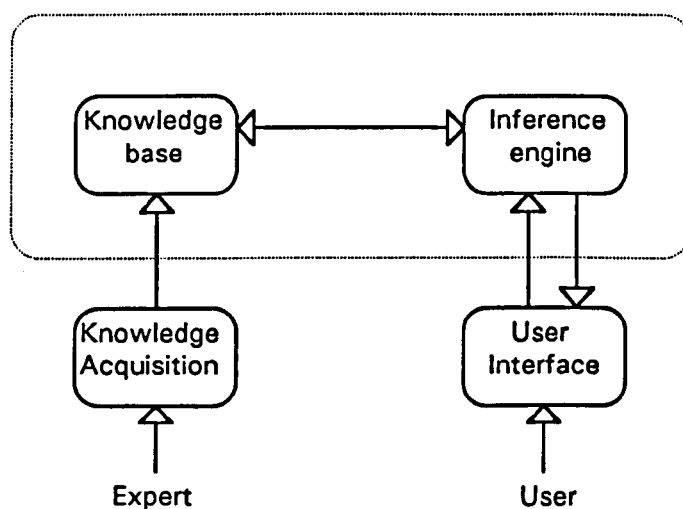 Knowledge
base
Inference
engine
Knowledge
Acquisition
User
Interface
Expert
User